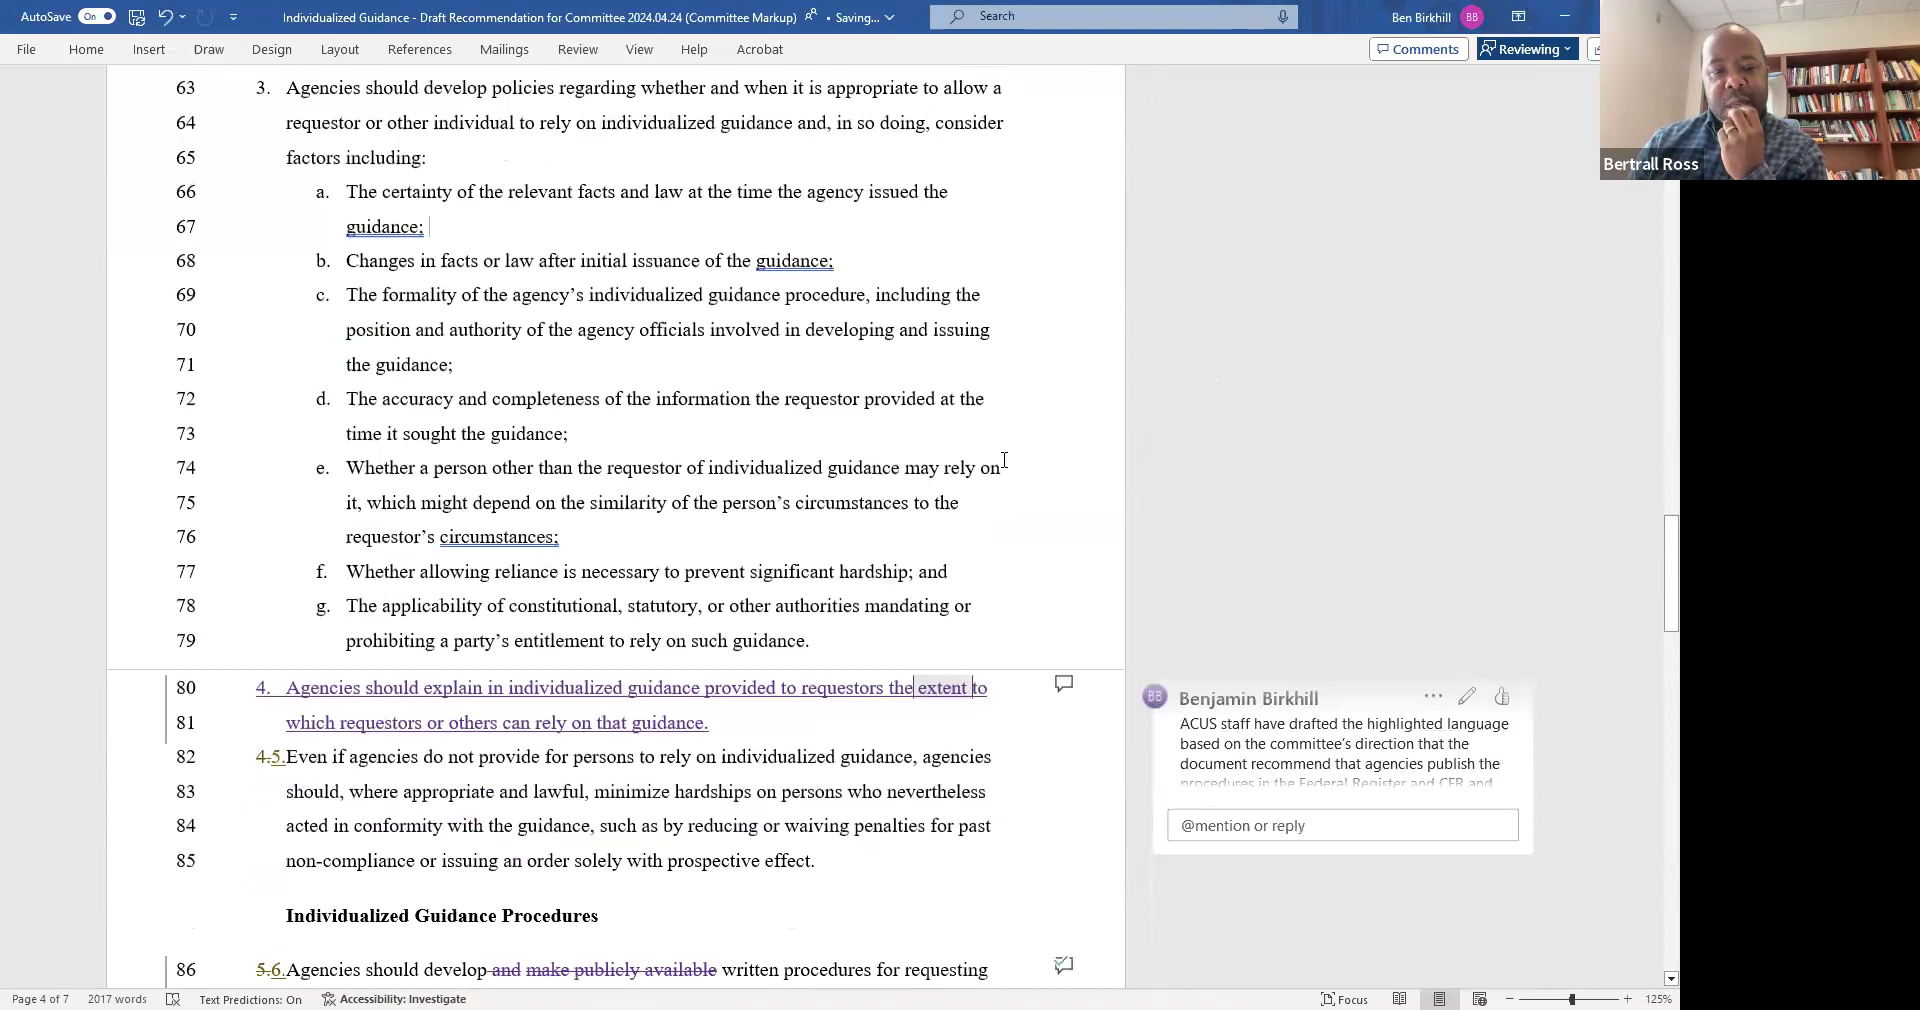 AutoSave On Individualized Guidance - Draft Recommendation for Committee 2024.04.24 (Committee Markup) • Saving... Search Ben Birkhill BB
File Home Insert Draw Design Layout References Mailings Review View Help Acrobat Comments Reviewing
63 3. Agencies should develop policies regarding whether and when it is appropriate to allow a
64 requestor or other individual to rely on individualized guidance and, in so doing, consider
65 factors including:
66 a. The certainty of the relevant facts and law at the time the agency issued the
67 guidance;
68 b. Changes in facts or law after initial issuance of the guidance;
69 c. The formality of the agency's individualized guidance procedure, including the
70 position and authority of the agency officials involved in developing and issuing
71 the guidance;
72 d. The accuracy and completeness of the information the requestor provided at the
73 time it sought the guidance;
74 e. Whether a person other than the requestor of individualized guidance may rely on
75 it, which might depend on the similarity of the person's circumstances to the
76 requestor's circumstances;
77 f. Whether allowing reliance is necessary to prevent significant hardship; and
78 g. The applicability of constitutional, statutory, or other authorities mandating or
79 prohibiting a party's entitlement to rely on such guidance.
80 4. Agencies should explain in individualized guidance provided to requestors the extent to
81 which requestors or others can rely on that guidance.
82 4.5. Even if agencies do not provide for persons to rely on individualized guidance, agencies
83 should, where appropriate and lawful, minimize hardships on persons who nevertheless
84 acted in conformity with the guidance, such as by reducing or waiving penalties for past
85 non-compliance or issuing an order solely with prospective effect.
Individualized Guidance Procedures
86 5.6. Agencies should develop and make publicly available written procedures for requesting
BB Benjamin Birkhill
ACUS staff have drafted the highlighted language
based on the committee's direction that the
document recommend that agencies publish the
procedures in the Federal Register and CFR and
@mention or reply
Bertrall Ross
Page 4 of 7 2017 words Text Predictions: On Accessibility: Investigate Focus 125%